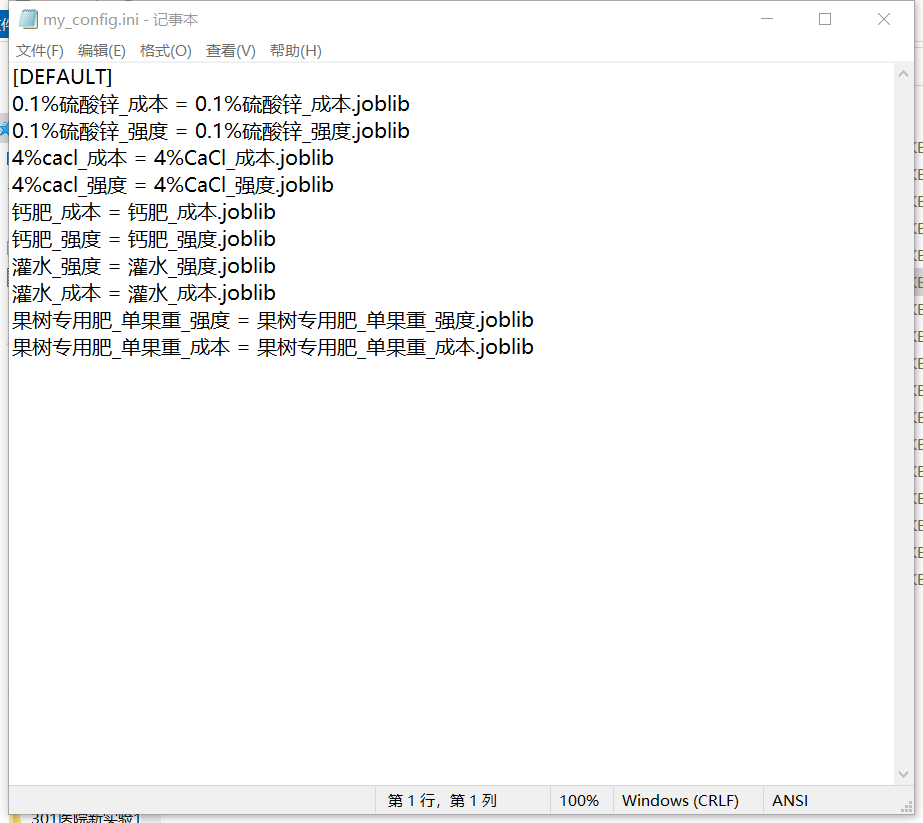 my_config.ini - 记事本
文件(F) 编辑(E) 格式(O) 查看(V) 帮助(H)
[DEFAULT]
0.1%硫酸锌_成本 = 0.1%硫酸锌_成本.joblib
0.1%硫酸锌_强度 = 0.1%硫酸锌_强度.joblib
4%cacl_成本 = 4%CaCl_成本.joblib
4%cacl_强度 = 4%CaCl_强度.joblib
钙肥_成本 = 钙肥_成本.joblib
钙肥_强度 = 钙肥_强度.joblib
灌水_强度 = 灌水_强度.joblib
灌水_成本 = 灌水_成本.joblib
果树专用肥_单果重_强度 = 果树专用肥_单果重_强度.joblib
果树专用肥_单果重_成本 = 果树专用肥_单果重_成本.joblib
第 1 行，第 1 列 100% Windows (CRLF) ANSI
301医院新实验1